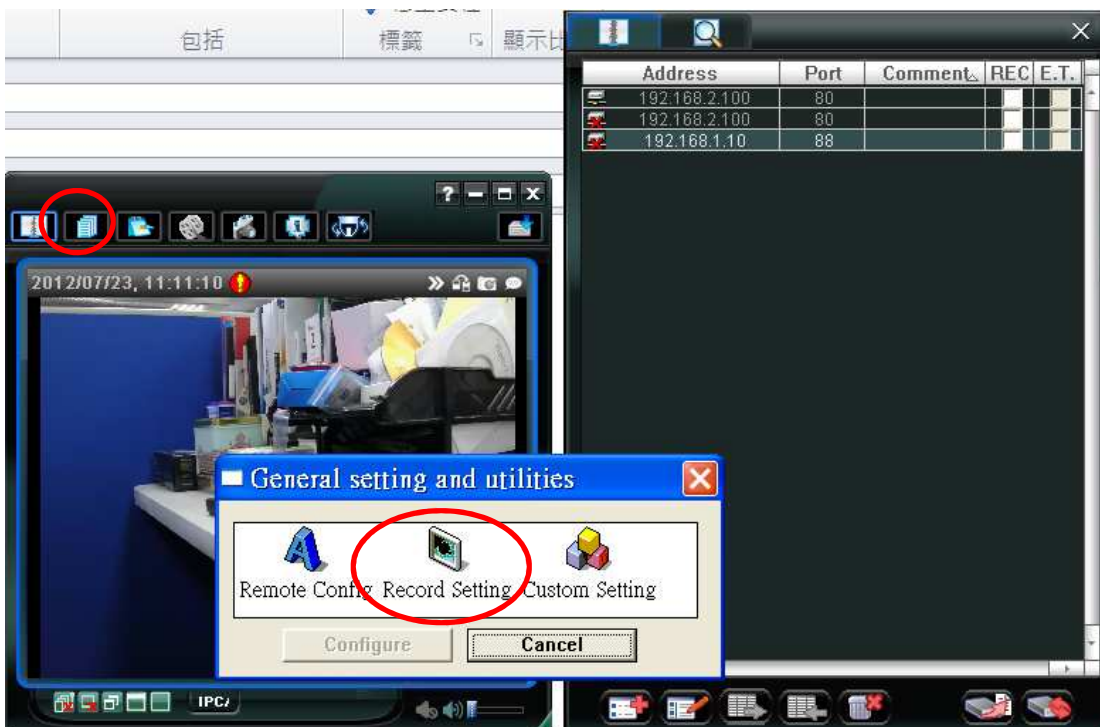 包括
標籤
顯示比
Address Port Comment REC E.T.
192.168.2.100 80
192.168.2.100 80
192.168.1.10 88
?
2012/07/23, 11:11:10
General setting and utilities
Remote Config Record Setting Custom Setting
Configure Cancel